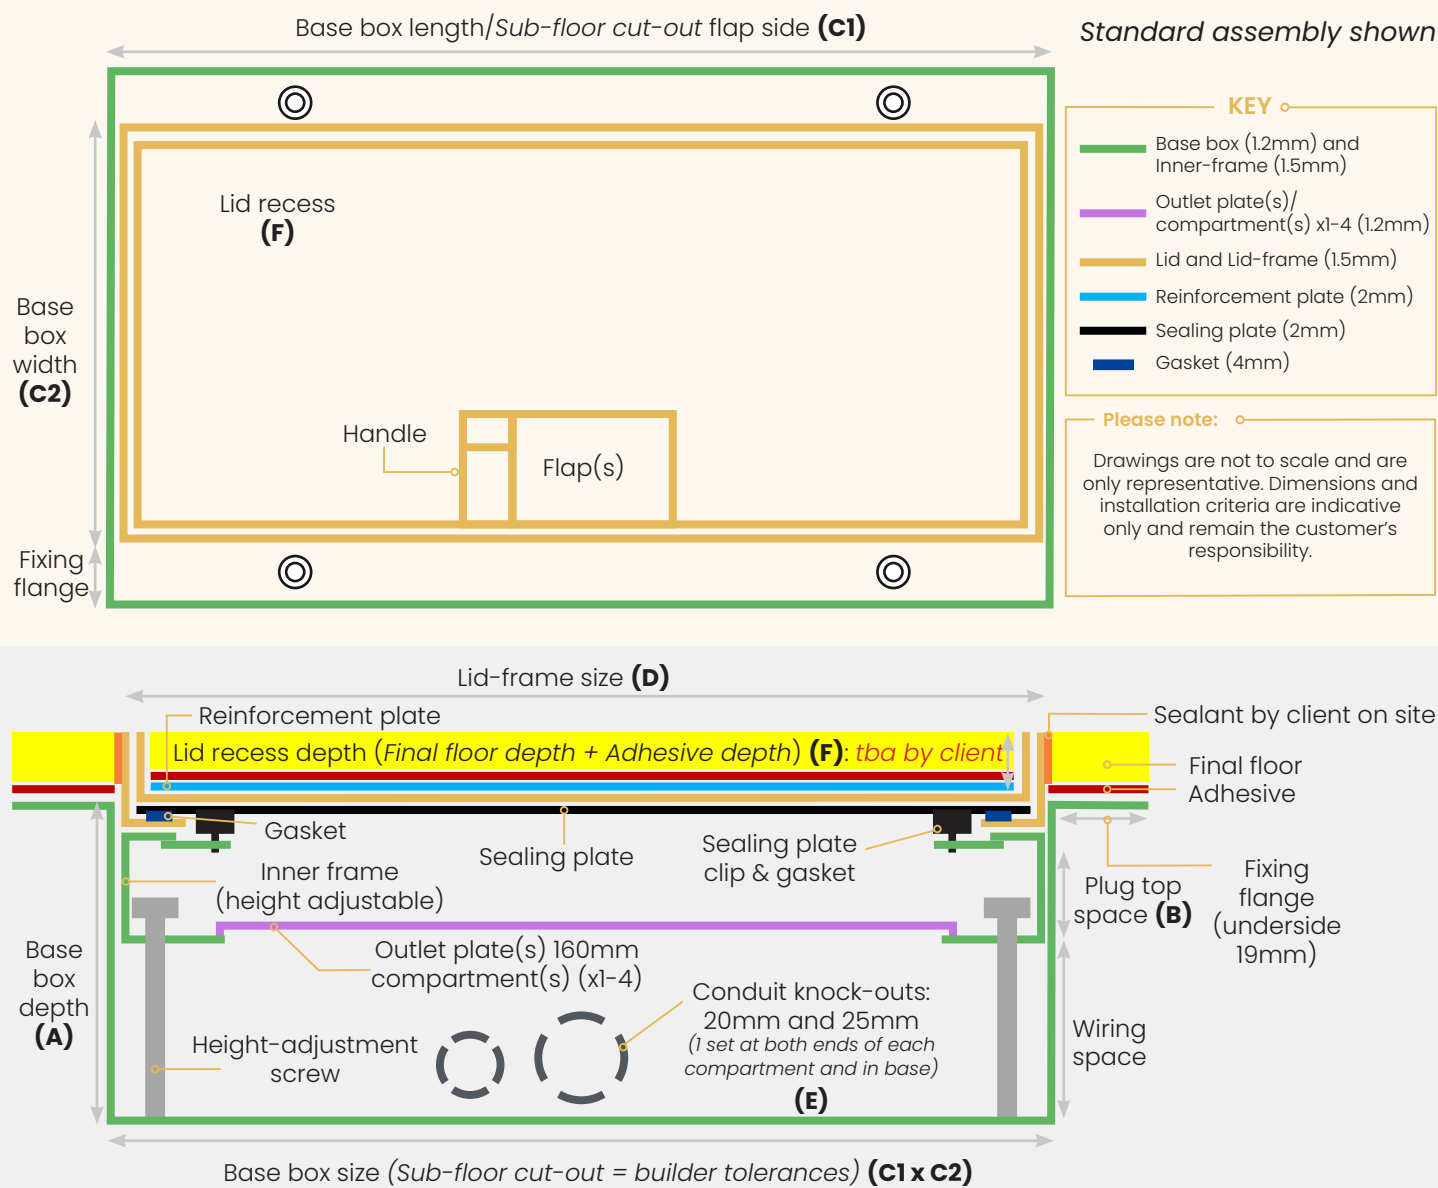 Base box length/Sub-floor cut-out flap side (C1)
Standard assembly shown
KEY
Base box (1.2mm) and
Inner-frame (1.5mm)
Outlet plate(s)/
compartment(s) x1-4 (1.2mm)
Lid and Lid-frame (1.5mm)
Reinforcement plate (2mm)
Sealing plate (2mm)
Gasket (4mm)
Please note:
Drawings are not to scale and are
only representative. Dimensions and
installation criteria are indicative
only and remain the customer's
responsibility.
Lid recess
(F)
Base
box
width
(C2)
Handle
Flap(s)
Fixing
flange
Lid-frame size (D)
Reinforcement plate
Sealant by client on site
Lid recess depth (Final floor depth + Adhesive depth) (F): tba by client
Final floor
Adhesive
Gasket
Sealing plate
Sealing plate
clip & gasket
Inner frame
(height adjustable)
Plug top
space (B)
Fixing
flange
(underside
19mm)
Base
box
depth
(A)
Outlet plate(s) 160mm
compartment(s) (x1-4)
Conduit knock-outs:
20mm and 25mm
(1 set at both ends of each
compartment and in base)
(E)
Height-adjustment
screw
Wiring
space
Base box size (Sub-floor cut-out = builder tolerances) (C1 x C2)